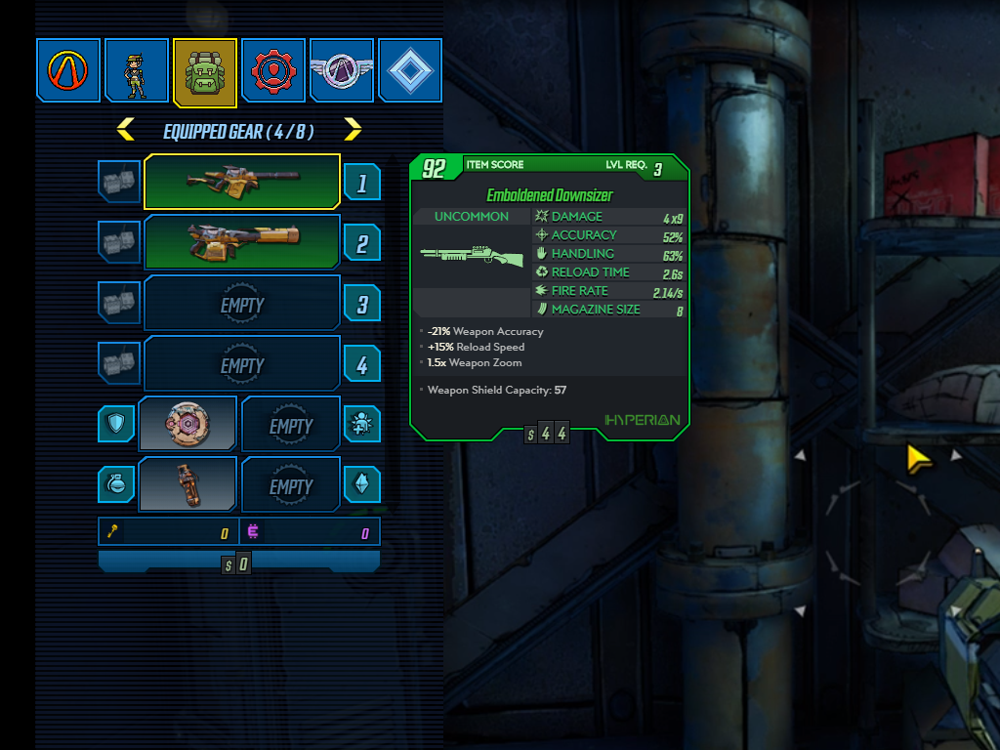 EQUIPPED GEAR ( 4 / 8 )
1
2
EMPTY
3
EMPTY
4
EMPTY
EMPTY
0
0
$ 0
92 ITEM SCORE LVL REQ. 3
Emboldened Downsizer
UNCOMMON
DAMAGE 4 x9
ACCURACY 52%
HANDLING 63%
RELOAD TIME 2.6s
FIRE RATE 2.14/s
MAGAZINE SIZE 8
-21% Weapon Accuracy
+15% Reload Speed
1.5x Weapon Zoom
Weapon Shield Capacity: 57
HYPERION
$ 4 4